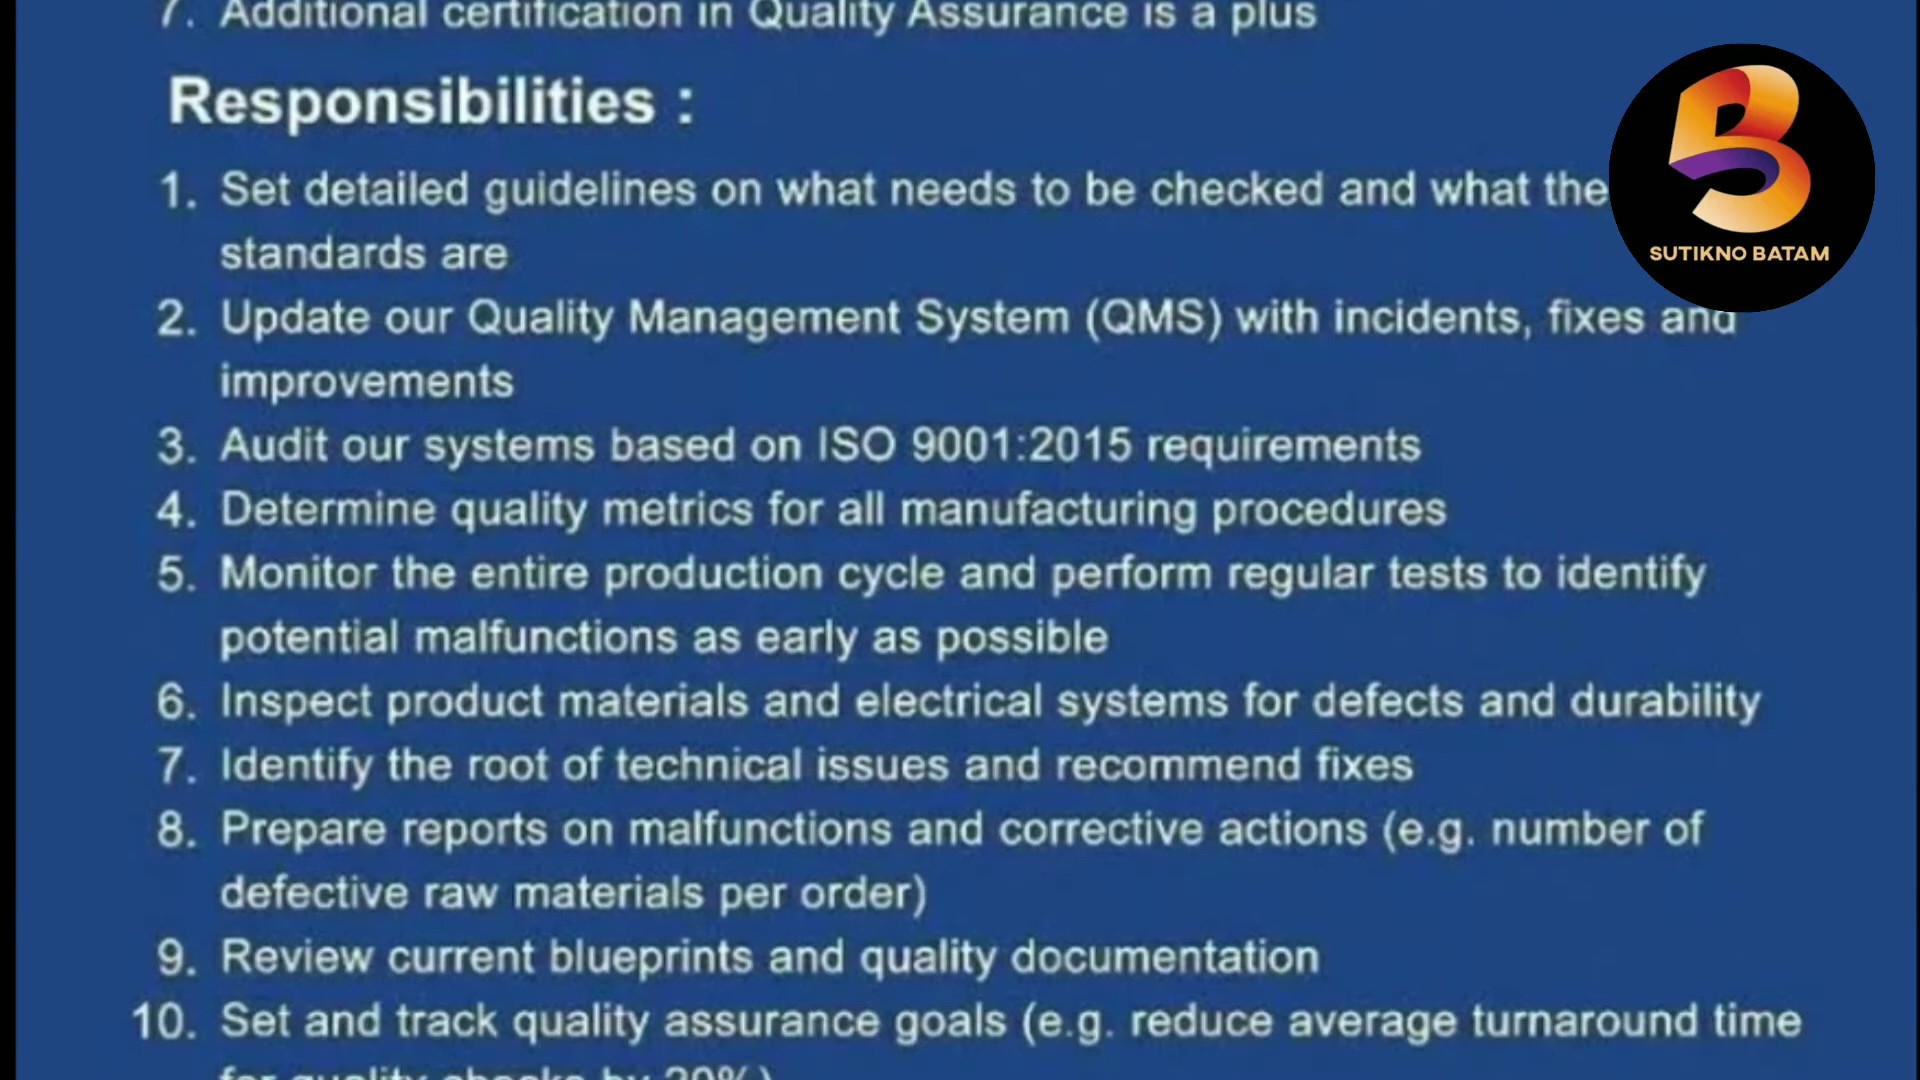 7. Additional certification in Quality Assurance is a plus
Responsibilities :
1. Set detailed guidelines on what needs to be checked and what the
standards are
2. Update our Quality Management System (QMS) with incidents, fixes and
improvements
3. Audit our systems based on ISO 9001:2015 requirements
4. Determine quality metrics for all manufacturing procedures
5. Monitor the entire production cycle and perform regular tests to identify
potential malfunctions as early as possible
6. Inspect product materials and electrical systems for defects and durability
7. Identify the root of technical issues and recommend fixes
8. Prepare reports on malfunctions and corrective actions (e.g. number of
defective raw materials per order)
9. Review current blueprints and quality documentation
10. Set and track quality assurance goals (e.g. reduce average turnaround time
for quality checks by 20%)
SUTIKNO BATAM